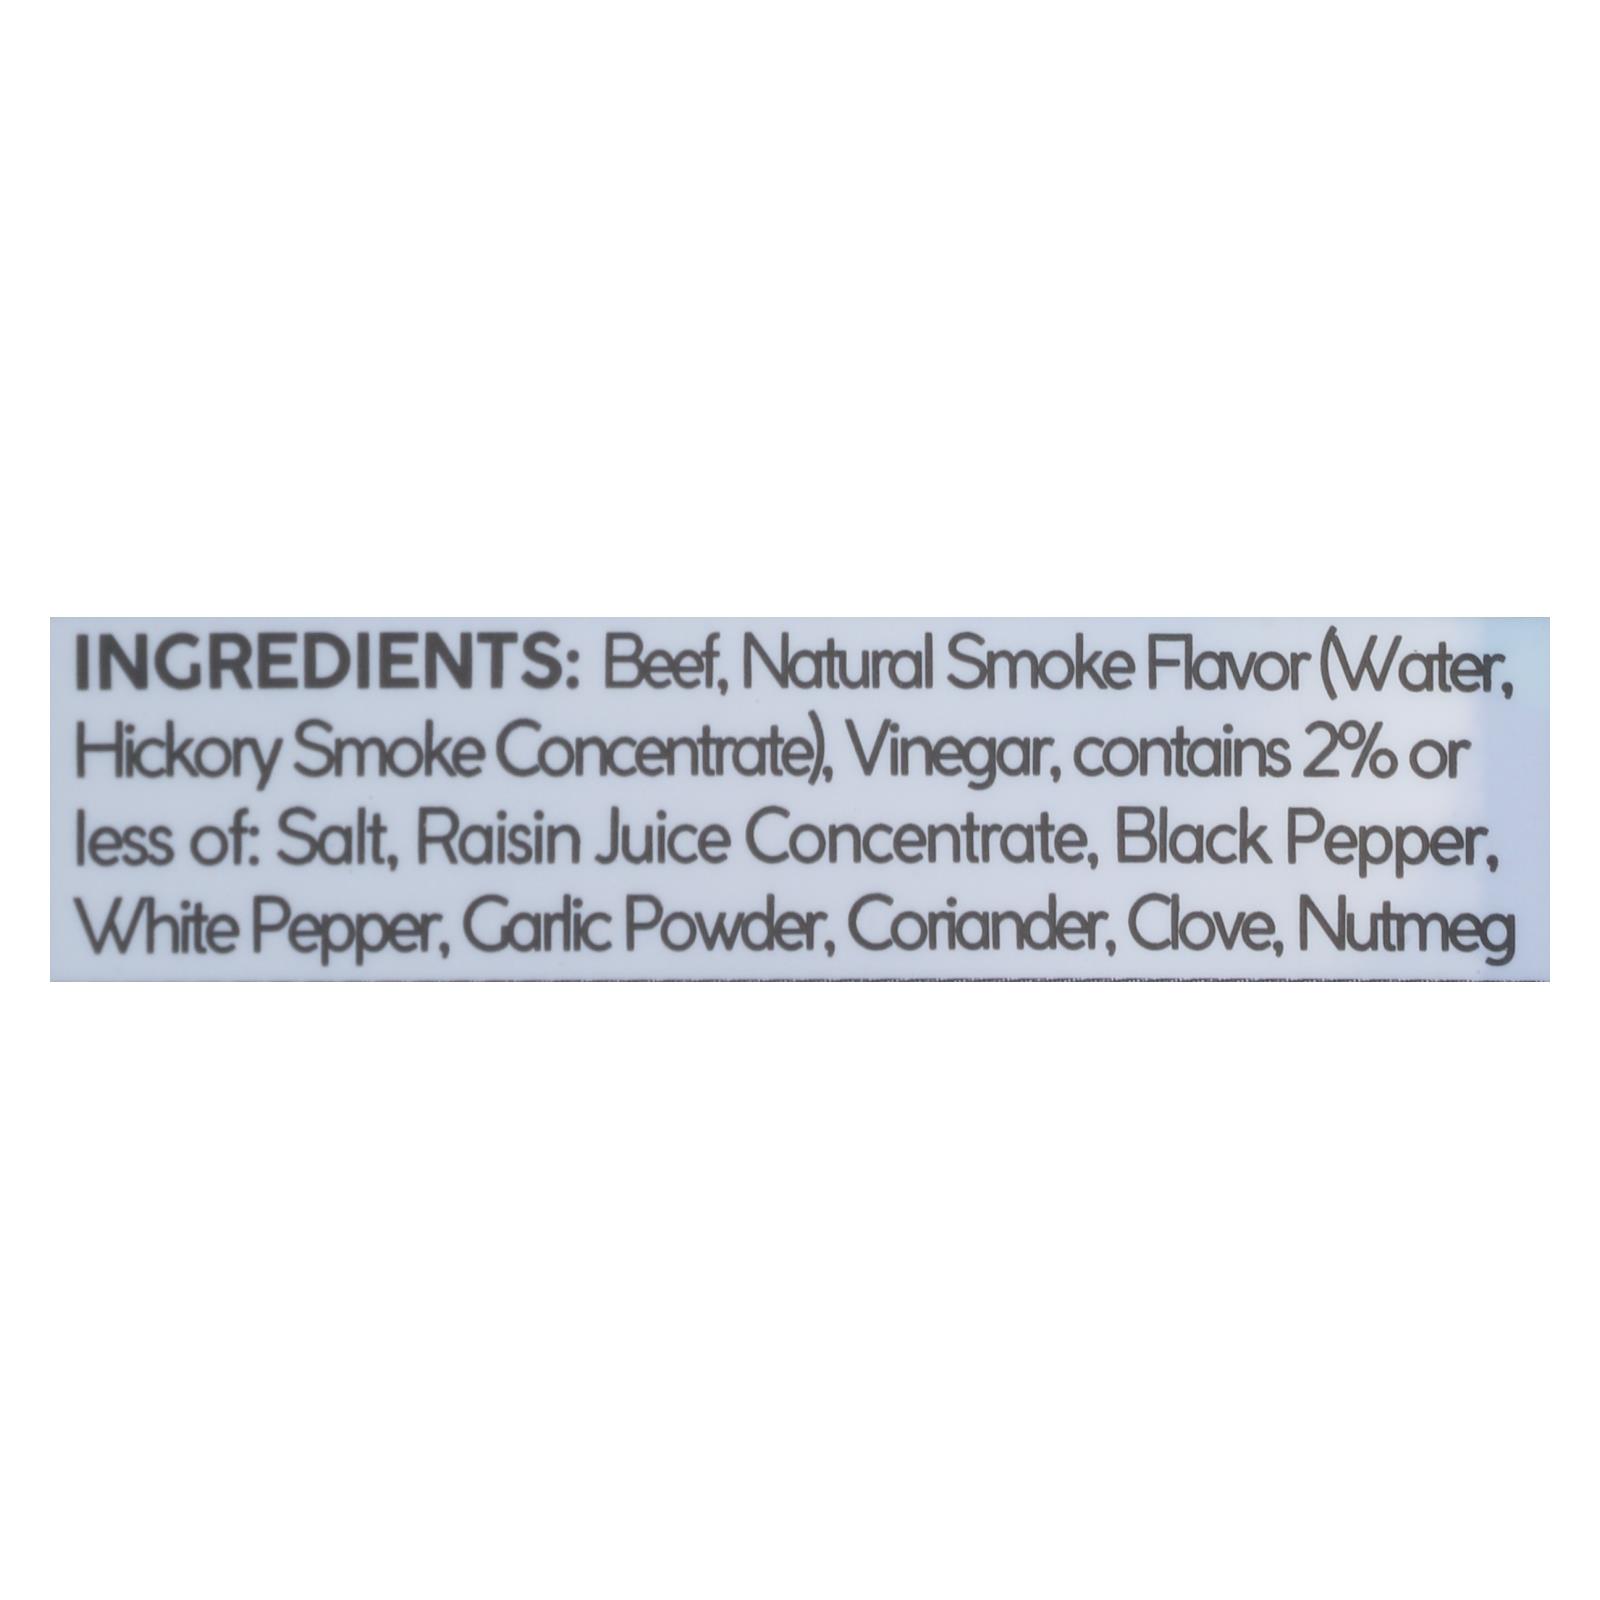 INGREDIENTS: Beef, Natural Smoke Flavor (Water,
Hickory Smoke Concentrate), Vinegar, contains 2% or
less of: Salt, Raisin Juice Concentrate, Black Pepper,
White Pepper, Garlic Powder, Coriander, Clove, Nutmeg